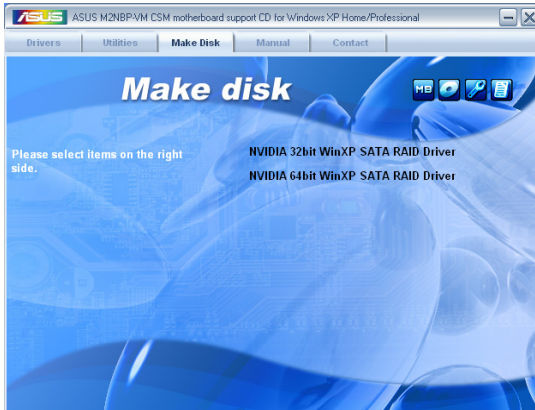 ASUS ASUS M2NBP-VM CSM motherboard support CD for Windows XP Home/Professional
Drivers Utilities Make Disk Manual Contact
Make disk
MB
Please select items on the right
side.
NVIDIA 32bit WinXP SATA RAID Driver
NVIDIA 64bit WinXP SATA RAID Driver